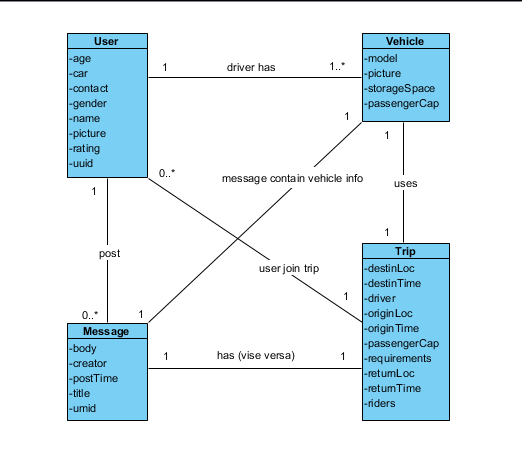 User
-age
-car
-contact
-gender
-name
-picture
-rating
-uuid
1
driver has
1..*
Vehicle
-model
-picture
-storageSpace
-passengerCap
1
1
message contain vehicle info
0..*
1
uses
post
user join trip
1
1
0..*
1
Trip
-destinLoc
-destinTime
-driver
-originLoc
-originTime
-passengerCap
-requirements
-returnLoc
-returnTime
-riders
Message
-body
-creator
-postTime
-title
-umid
1
has (vise versa)
1